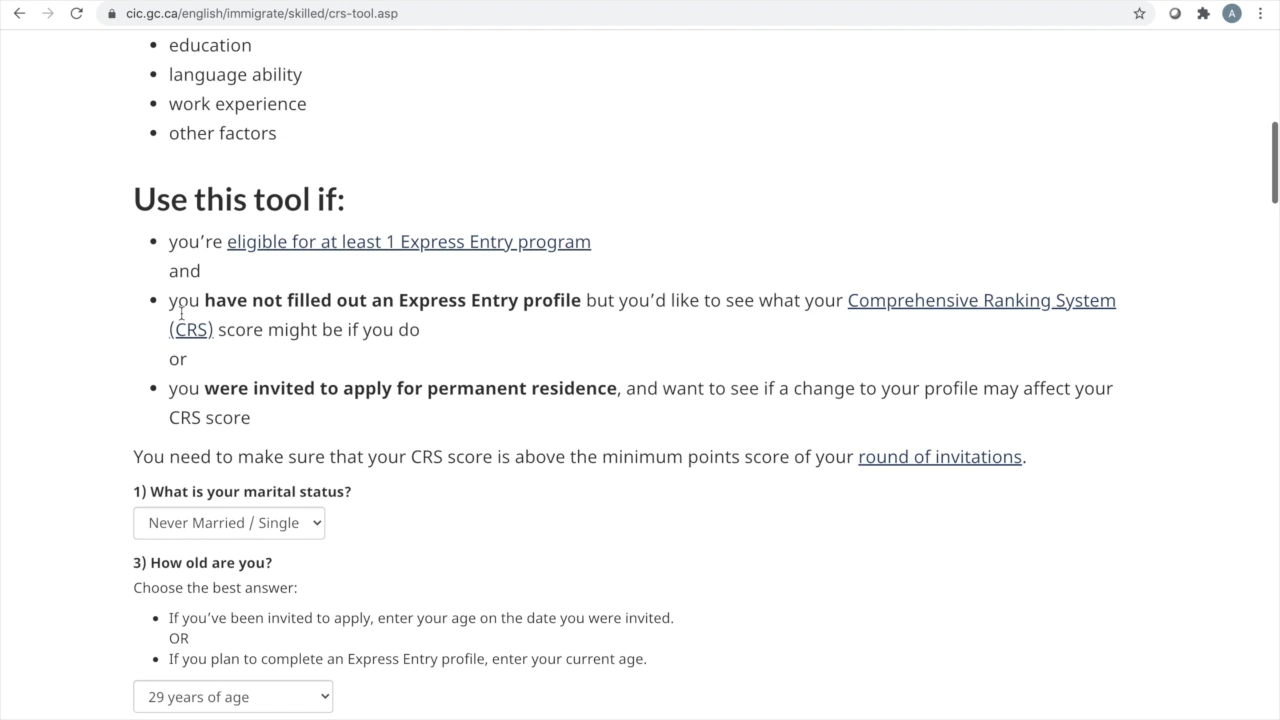 cic.gc.ca/english/immigrate/skilled/crs-tool.asp
A
education
language ability
work experience
other factors
Use this tool if:
you’re eligible for at least 1 Express Entry program
and
you have not filled out an Express Entry profile but you’d like to see what your Comprehensive Ranking System
(CRS) score might be if you do
or
you were invited to apply for permanent residence, and want to see if a change to your profile may affect your
CRS score
You need to make sure that your CRS score is above the minimum points score of your round of invitations.
1) What is your marital status?
Never Married / Single
3) How old are you?
Choose the best answer:
If you’ve been invited to apply, enter your age on the date you were invited.
OR
If you plan to complete an Express Entry profile, enter your current age.
29 years of age